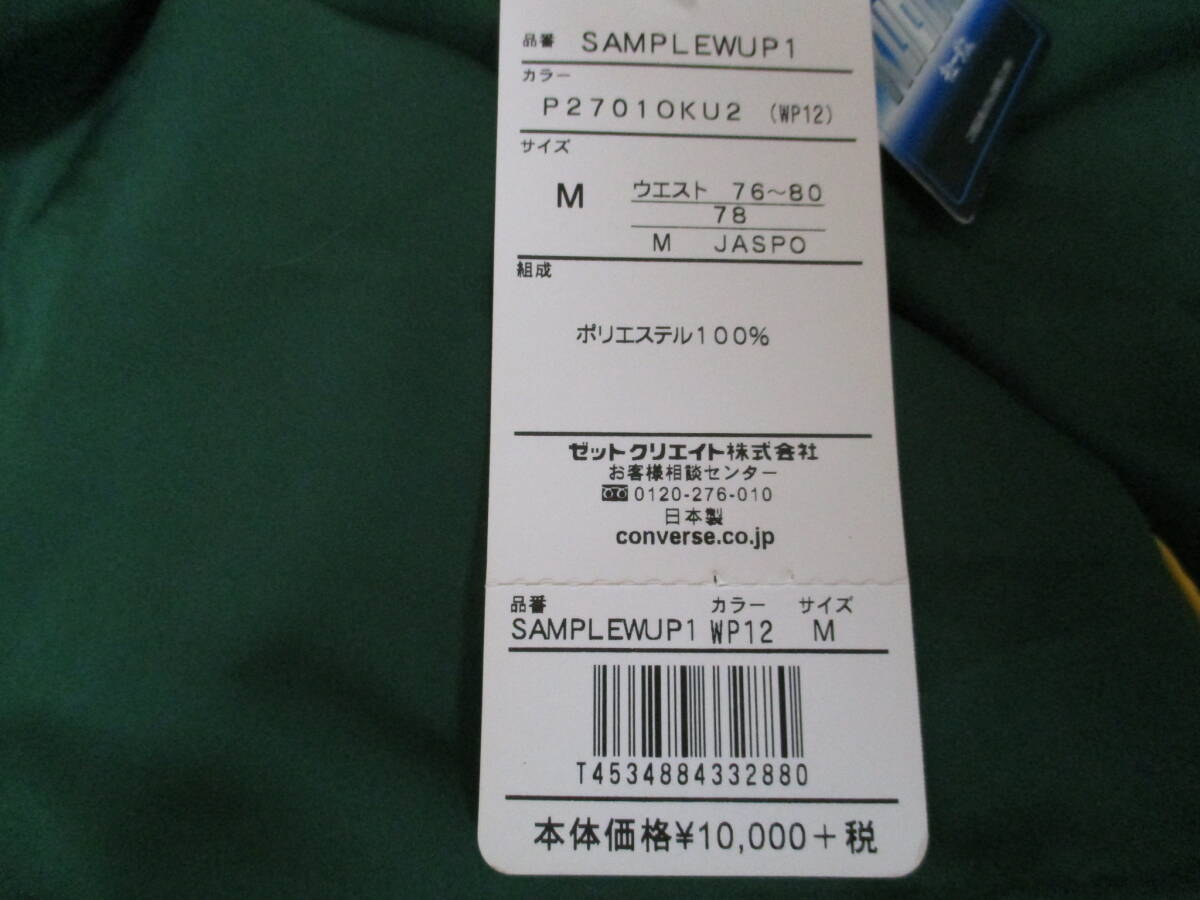 品番 SAMPLEWUP1
カラー
P27010KU2 (WP12)
サイズ
M ウエスト 76～80
78
M JASPO
組成
ポリエステル100%
ゼットクリエイト株式会社
お客様相談センター
0120-276-010
日本製
converse.co.jp
品番 カラー サイズ
SAMPLEWUP1 WP12 M
T4534884332880
本体価格¥10,000+税